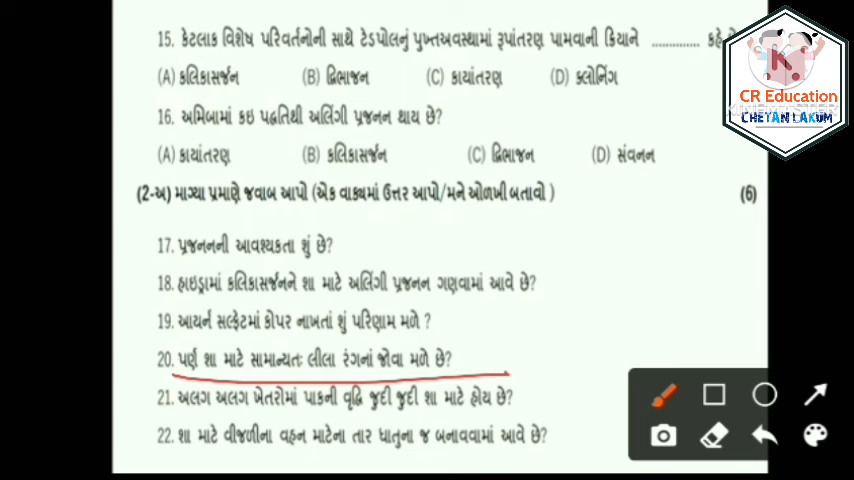 15. કેટલાક વિશેષ પરિવર્તનોની સાથે ટેડપોલનું પુખ્તઅવસ્થામાં રૂપાંતરણ પામવાની ક્રિયાને .............. કહે
(A) કલિકાસર્જન (B) દ્વિભાજન (C) કાયાંતરણ (D) ક્લોનિંગ
16. અમિબામાં કઇ પદ્ધતિથી અલિંગી પ્રજનન થાય છે?
(A) કાયાંતરણ (B) કલિકાસર્જન (C) દ્વિભાજન (D) સંવનન
(2-અ) માગ્યા પ્રમાણે જવાબ આપો (એક વાક્યમાં ઉત્તર આપો/મને ઓળખી બતાવો ) (6)
17. પ્રજનનની આવશ્યકતા શું છે?
18. હાઇડ્રામાં કલિકાસર્જનને શા માટે અલિંગી પ્રજનન ગણવામાં આવે છે?
19. આયર્ન સલ્ફેટમાં કોપર નાખતાં શું પરિણામ મળે ?
20. પર્ણ શા માટે સામાન્યતઃ લીલા રંગનાં જોવા મળે છે?
21. અલગ અલગ ખેતરોમાં પાકની વૃદ્ધિ જુદી જુદી શા માટે હોય છે?
22. શા માટે વીજળીના વહન માટેના તાર ધાતુના જ બનાવવામાં આવે છે?
K
CR Education
KINEMASTER
CHETAN LAKUM